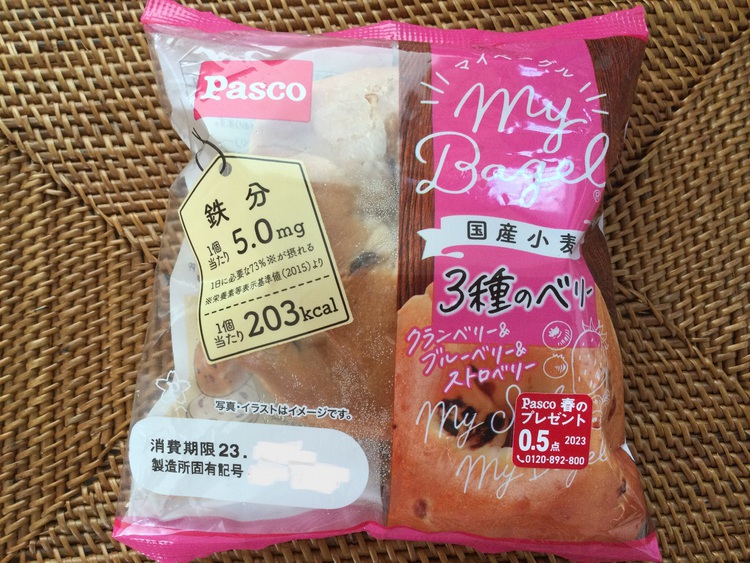 Pasco
マイベーグル
My
Bagel
®
国産小麦
3種のベリー
クランベリー&
ブルーベリー&
ストロベリー
鉄分
1個
当たり 5.0mg
1日に必要な73%※が摂れる
※栄養素等表示基準値(2015)より
1個
当たり 203kcal
写真・イラストはイメージです。
消費期限 23.
製造所固有記号
Pasco 春の
プレゼント
0.5点 2023
0120-892-800
My
My Bagel